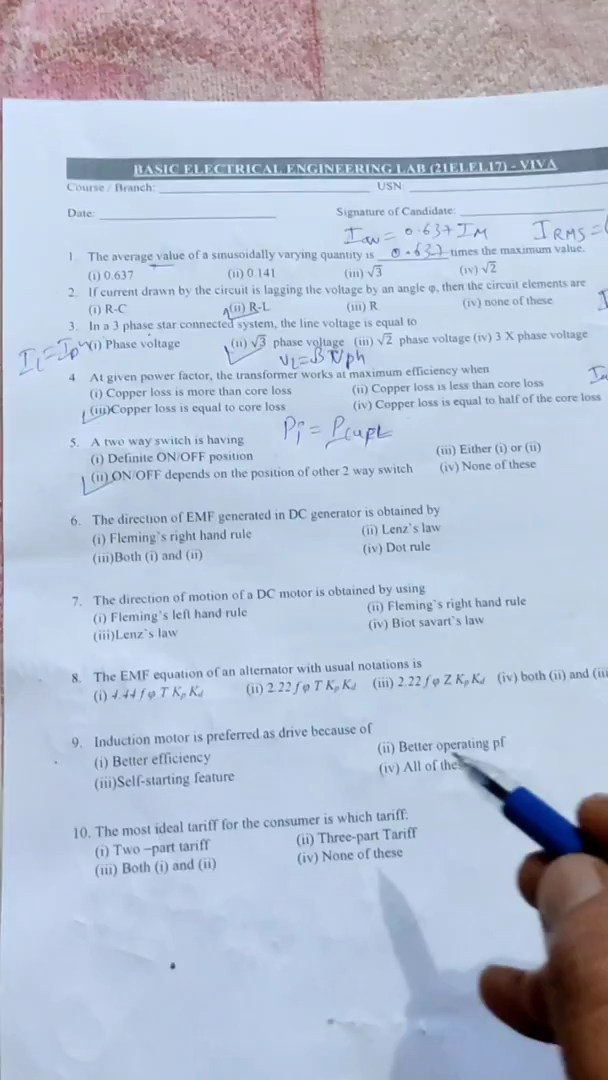 BASIC ELECTRICAL ENGINEERING LAB (21ELEL17) - VIVA
Course / Branch: USN
Date: Signature of Candidate:
Iav = 0.637 IM IRMS =
1. The average value of a sinusoidally varying quantity is 0.637 times the maximum value.
(i) 0.637 (ii) 0.141 (iii) √3 (iv) √2
2. If current drawn by the circuit is lagging the voltage by an angle φ, then the circuit elements are
(i) R-C (ii) R-L (iii) R (iv) none of these
3. In a 3 phase star connected system, the line voltage is equal to
(i) Phase voltage (ii) √3 phase voltage (iii) √2 phase voltage (iv) 3 X phase voltage
IL = Iph VL = √3 Vph
4 At given power factor, the transformer works at maximum efficiency when
(i) Copper loss is more than core loss (ii) Copper loss is less than core loss
(iii)Copper loss is equal to core loss (iv) Copper loss is equal to half of the core loss
Pi = Pcu
5. A two way switch is having
(i) Definite ON/OFF position (iii) Either (i) or (ii)
(ii) ON/OFF depends on the position of other 2 way switch (iv) None of these
6. The direction of EMF generated in DC generator is obtained by
(i) Fleming's right hand rule (ii) Lenz's law
(iii)Both (i) and (ii) (iv) Dot rule
7. The direction of motion of a DC motor is obtained by using
(i) Fleming's left hand rule (ii) Fleming's right hand rule
(iii)Lenz's law (iv) Biot savart's law
8. The EMF equation of an alternator with usual notations is
(i) 4.44 f φ T Kp Kd (ii) 2.22 f φ T Kp Kd (iii) 2.22 f φ Z Kp Kd (iv) both (ii) and (iii
9. Induction motor is preferred as drive because of
(i) Better efficiency (ii) Better operating pf
(iii)Self-starting feature (iv) All of the
10. The most ideal tariff for the consumer is which tariff:
(i) Two –part tariff (ii) Three-part Tariff
(iii) Both (i) and (ii) (iv) None of these